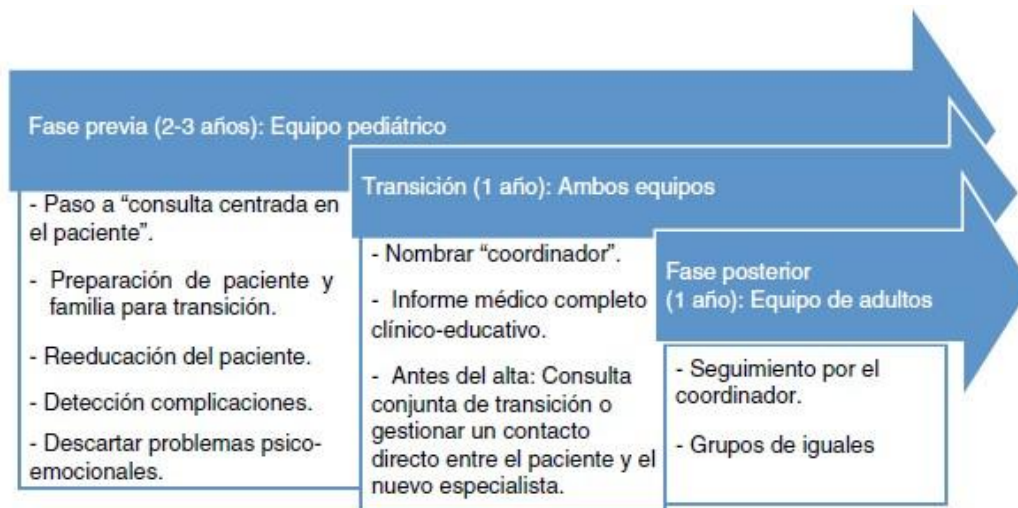 Fase previa (2-3 años): Equipo pediátrico
- Paso a “consulta centrada en
el paciente”.
- Preparación de paciente y
familia para transición.
- Reeducación del paciente.
- Detección complicaciones.
- Descartar problemas psico-
emocionales.
Transición (1 año): Ambos equipos
- Nombrar “coordinador”.
- Informe médico completo
clínico-educativo.
- Antes del alta: Consulta
conjunta de transición o
gestionar un contacto
directo entre el paciente y el
nuevo especialista.
Fase posterior
(1 año): Equipo de adultos
- Seguimiento por el
coordinador.
- Grupos de iguales